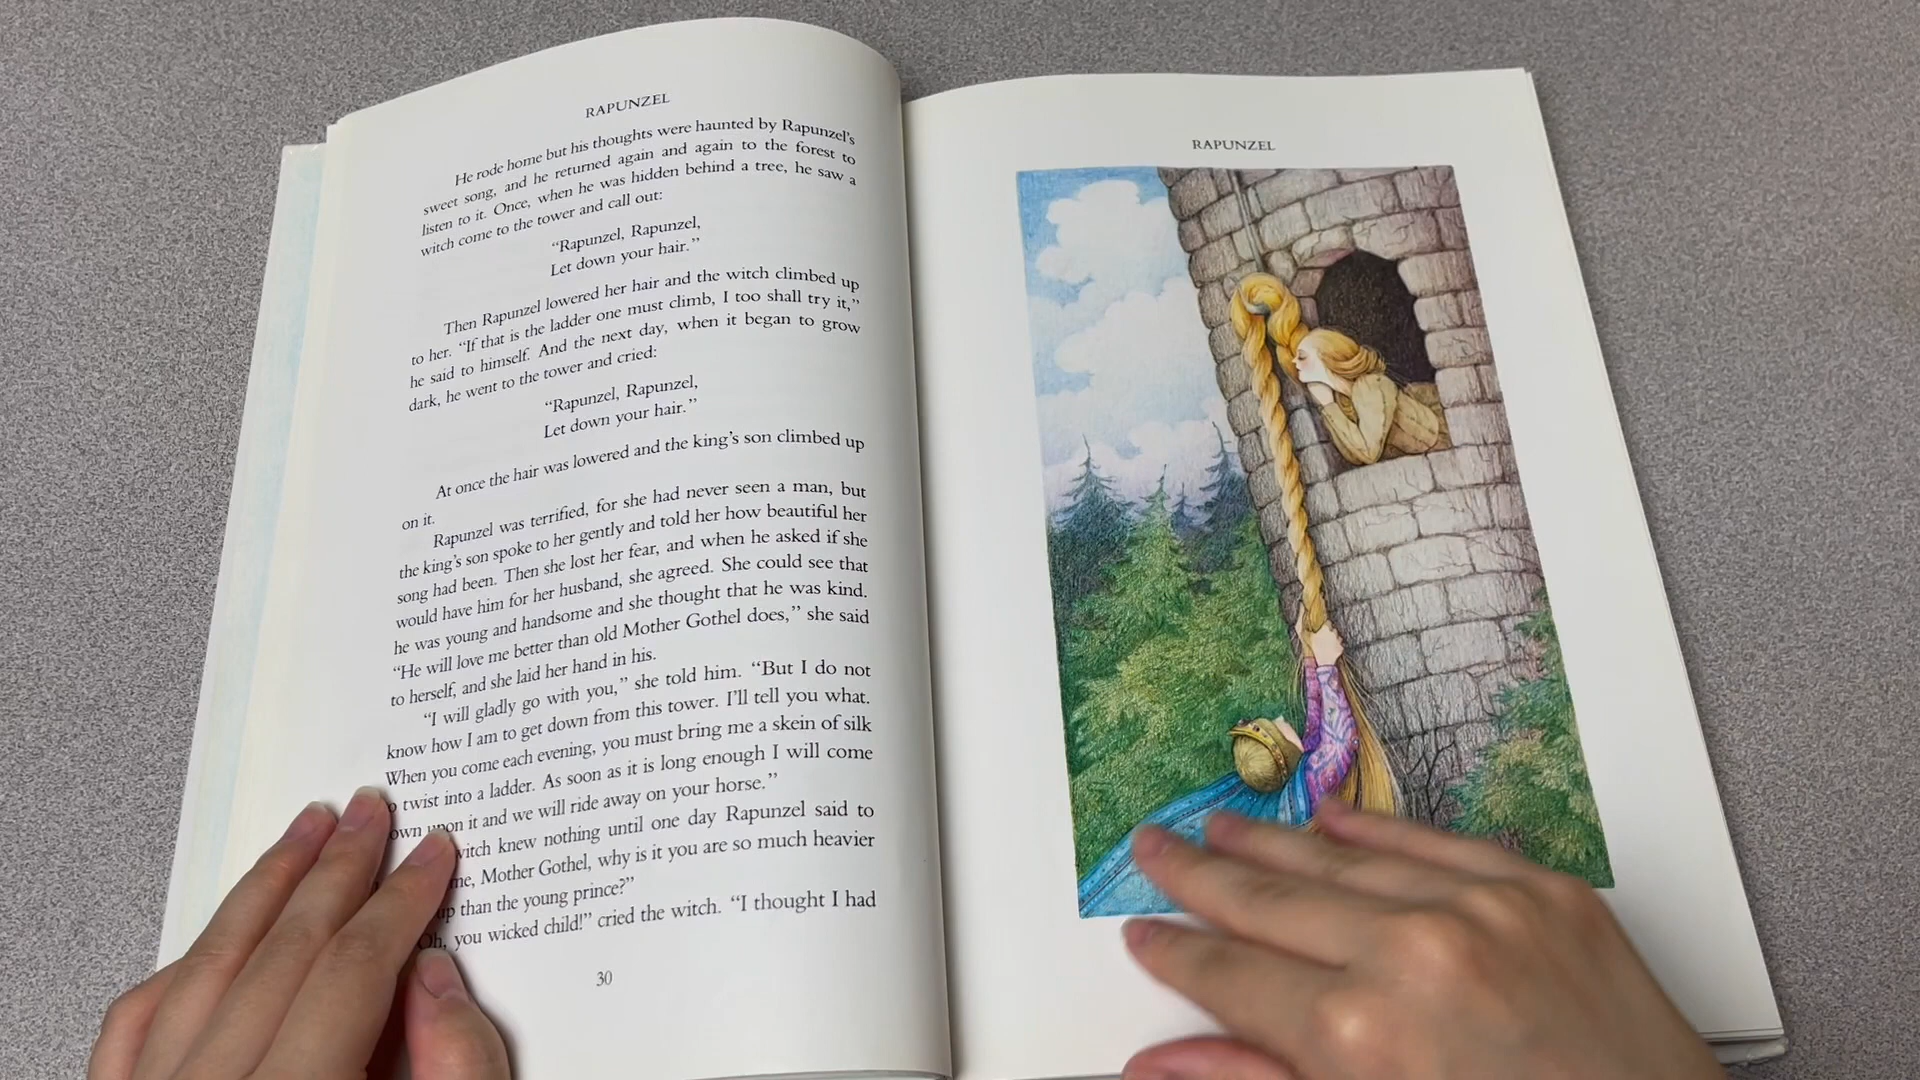 RAPUNZEL
He rode home but his thoughts were haunted by Rapunzel's
sweet song, and he returned again and again to the forest to
listen to it. Once, when he was hidden behind a tree, he saw a
witch come to the tower and call out:
“Rapunzel, Rapunzel,
Let down your hair.”
Then Rapunzel lowered her hair and the witch climbed up
to her. “If that is the ladder one must climb, I too shall try it,”
he said to himself. And the next day, when it began to grow
dark, he went to the tower and cried:
“Rapunzel, Rapunzel,
Let down your hair.”
At once the hair was lowered and the king's son climbed up
on it.
Rapunzel was terrified, for she had never seen a man, but
the king's son spoke to her gently and told her how beautiful her
song had been. Then she lost her fear, and when he asked if she
would have him for her husband, she agreed. She could see that
he was young and handsome and she thought that he was kind.
“He will love me better than old Mother Gothel does,” she said
to herself, and she laid her hand in his.
“I will gladly go with you,” she told him. “But I do not
know how I am to get down from this tower. I'll tell you what.
When you come each evening, you must bring me a skein of silk
twist into a ladder. As soon as it is long enough I will come
upon it and we will ride away on your horse.”
witch knew nothing until one day Rapunzel said to
me, Mother Gothel, why is it you are so much heavier
up than the young prince?”
Oh, you wicked child!” cried the witch. “I thought I had
30
RAPUNZEL